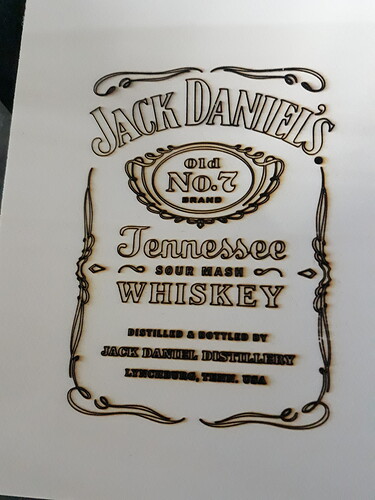 JACK DANIEL'S
Old
No.7
BRAND
Tennessee
SOUR MASH
WHISKEY
DISTILLED & BOTTLED BY
JACK DANIEL DISTILLERY
LYNCHBURG, TENN. USA